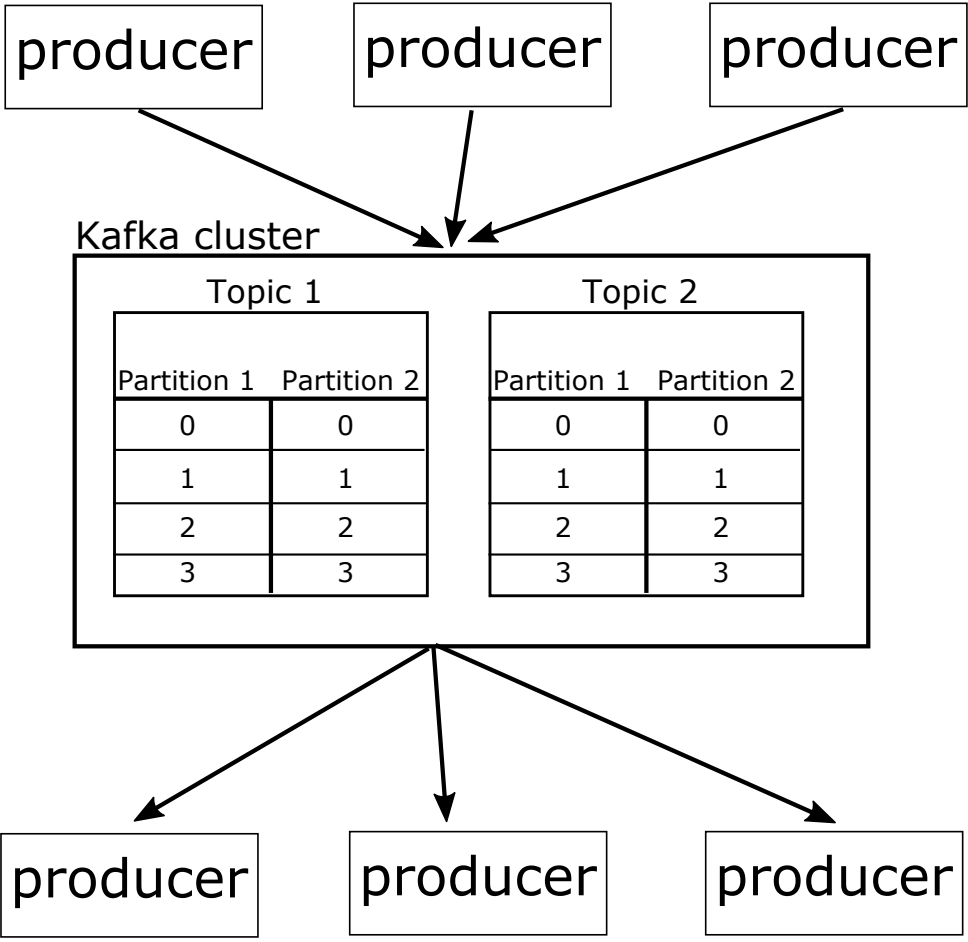 producer producer producer
Kafka cluster
Topic 1 Topic 2
Partition 1 Partition 2 Partition 1 Partition 2
0 0 0 0
1 1 1 1
2 2 2 2
3 3 3 3
producer producer producer